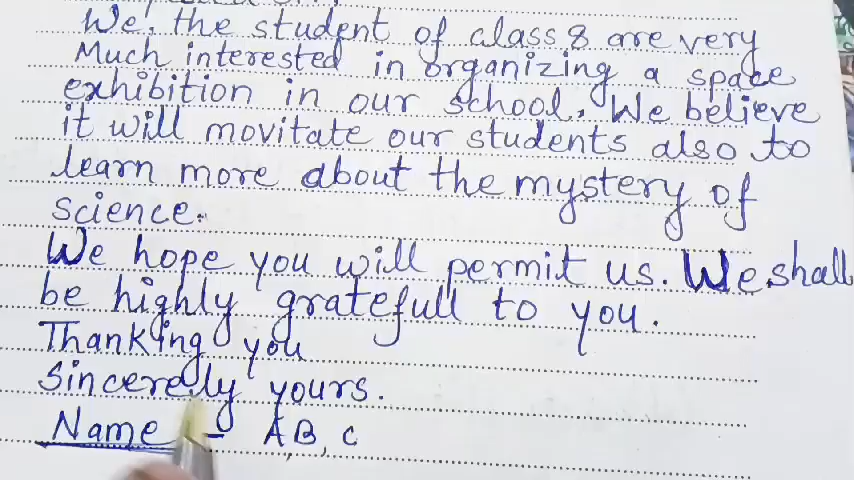 We, the student of class 8 are very
Much interested in organizing a space
exhibition in our school. We believe
it will movitate our students also to
learn more about the mystery of
science.
We hope you will permit us. We shall
be highly gratefull to you.
Thanking you
Sincerely yours.
Name - A, B, C